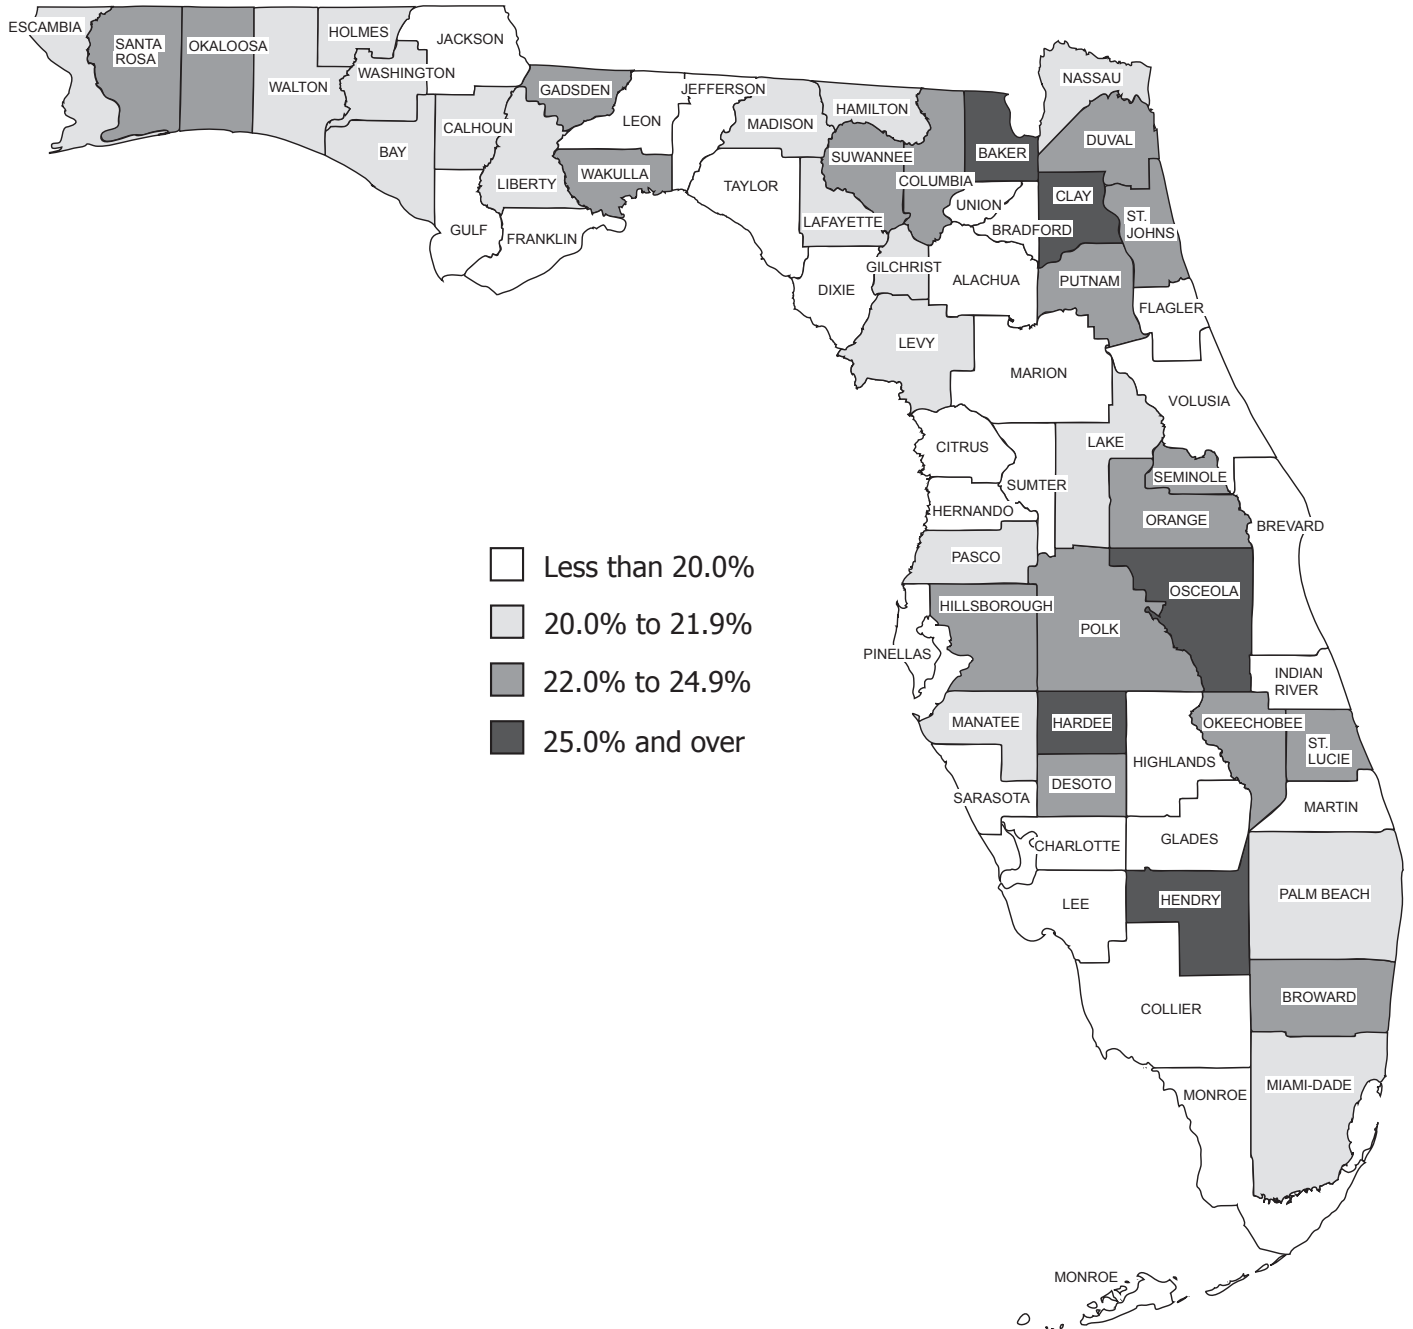 ESCAMBIA
SANTA
ROSA
OKALOOSA
WALTON
HOLMES
WASHINGTON
JACKSON
BAY
CALHOUN
GULF
LIBERTY
FRANKLIN
GADSDEN
LEON
WAKULLA
JEFFERSON
MADISON
TAYLOR
HAMILTON
SUWANNEE
LAFAYETTE
DIXIE
COLUMBIA
GILCHRIST
BAKER
UNION
BRADFORD
ALACHUA
LEVY
NASSAU
DUVAL
CLAY
ST.
JOHNS
PUTNAM
FLAGLER
MARION
VOLUSIA
CITRUS
SUMTER
LAKE
HERNANDO
SEMINOLE
ORANGE
BREVARD
PASCO
OSCEOLA
HILLSBOROUGH
POLK
PINELLAS
INDIAN
RIVER
MANATEE
HARDEE
OKEECHOBEE
ST.
LUCIE
HIGHLANDS
DESOTO
SARASOTA
MARTIN
CHARLOTTE
GLADES
LEE
HENDRY
PALM BEACH
BROWARD
COLLIER
MIAMI-DADE
MONROE
MONROE
Less than 20.0%
20.0% to 21.9%
22.0% to 24.9%
25.0% and over